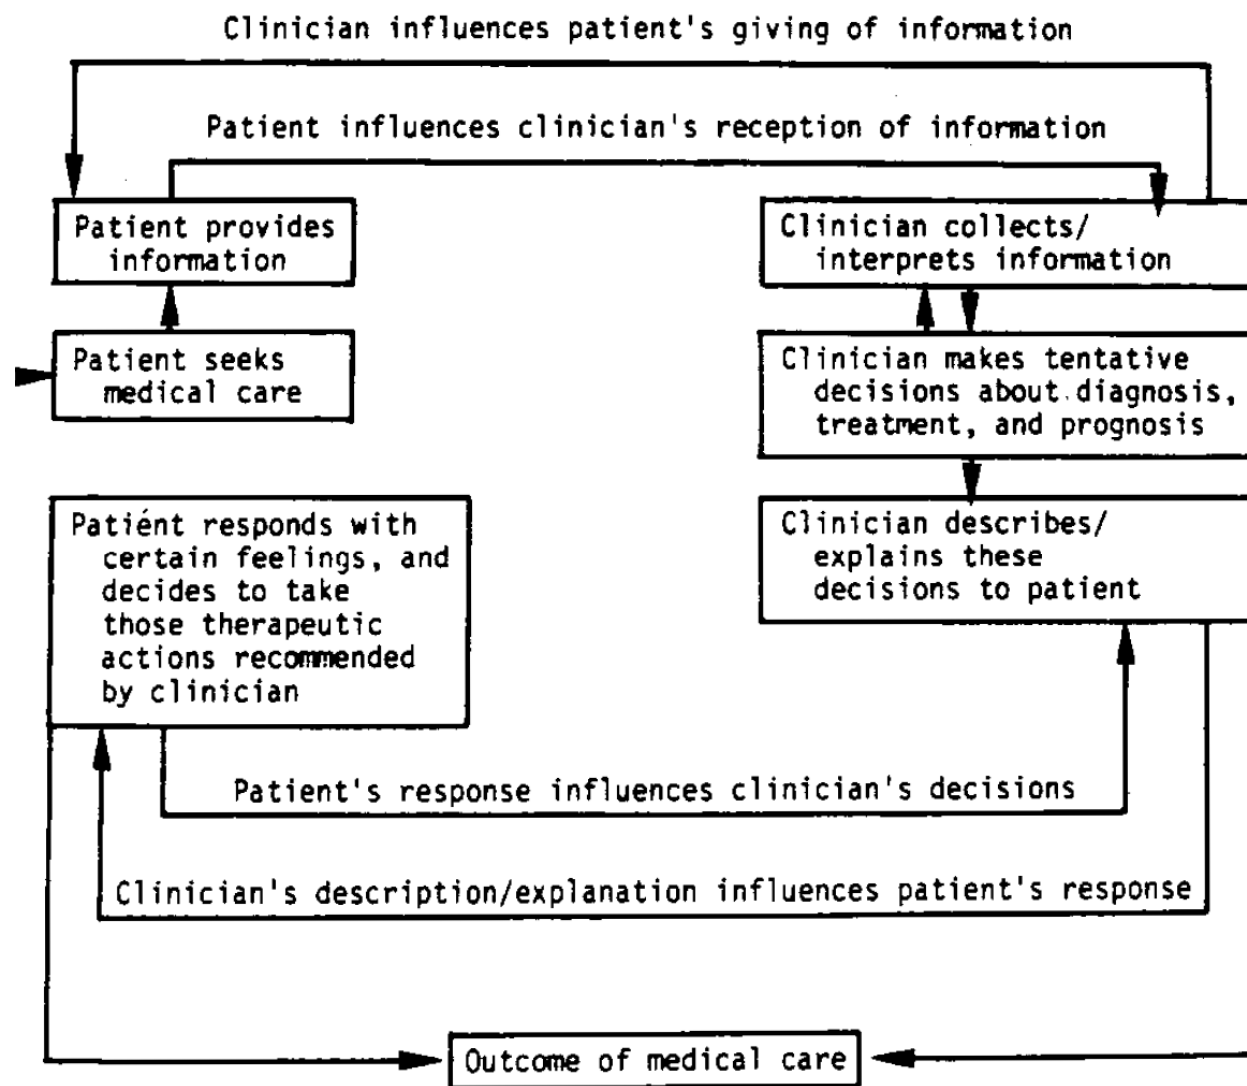 Clinician influences patient's giving of information
Patient influences clinician's reception of information
Patient provides
information
Clinician collects/
interprets information
Patient seeks
medical care
Clinician makes tentative
decisions about diagnosis,
treatment, and prognosis
Patient responds with
certain feelings, and
decides to take
those therapeutic
actions recommended
by clinician
Clinician describes/
explains these
decisions to patient
Patient's response influences clinician's decisions
Clinician's description/explanation influences patient's response
Outcome of medical care